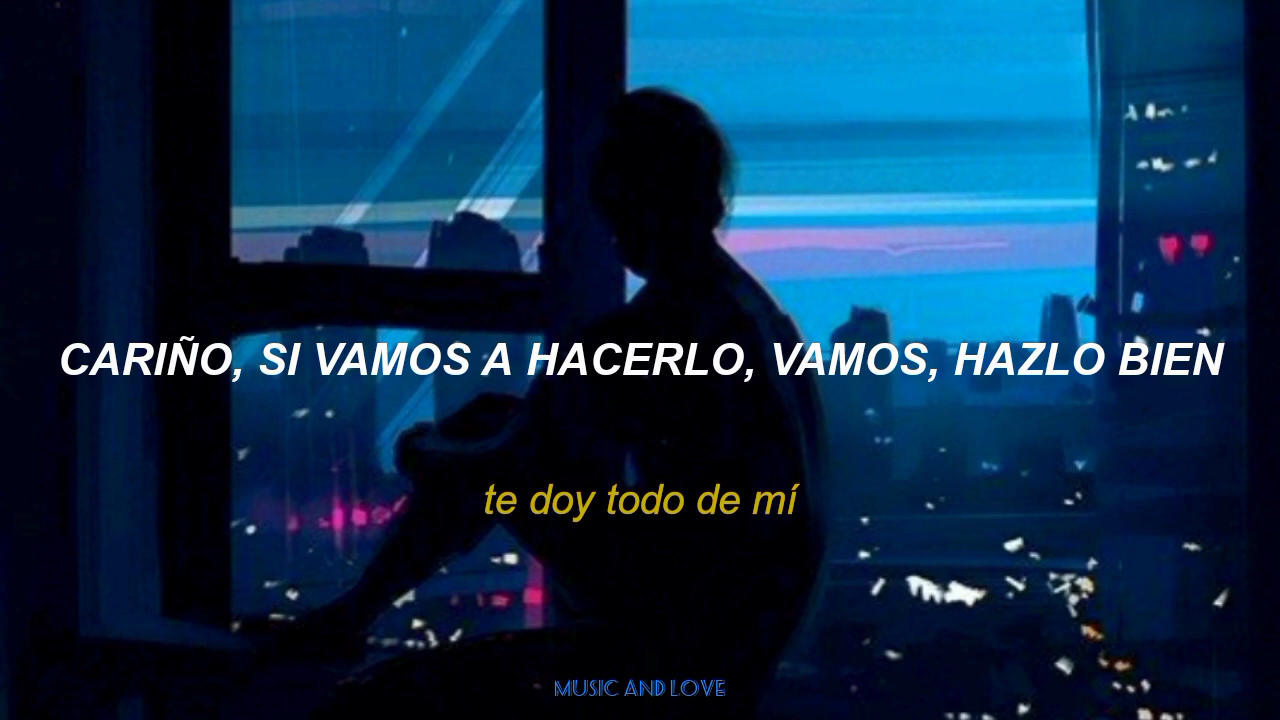 CARIÑO, SI VAMOS A HACERLO, VAMOS, HAZLO BIEN
te doy todo de mí
MUSIC AND LOVE